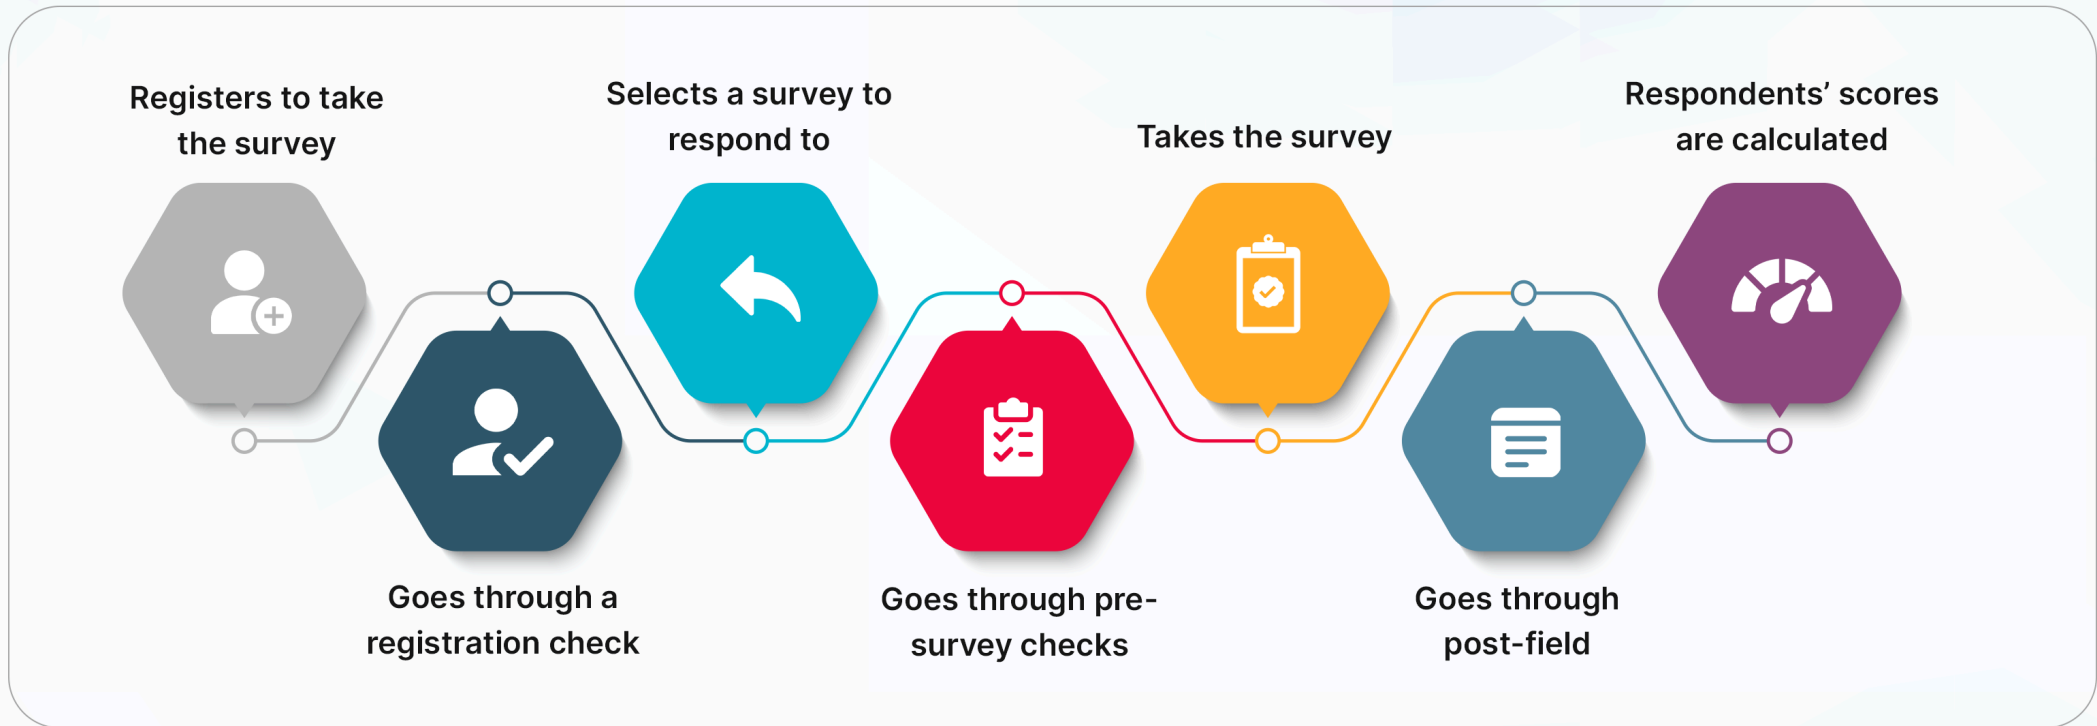 Registers to take
the survey
Goes through a
registration check
Selects a survey to
respond to
Goes through pre-
survey checks
Takes the survey
Goes through
post-field
Respondents’ scores
are calculated